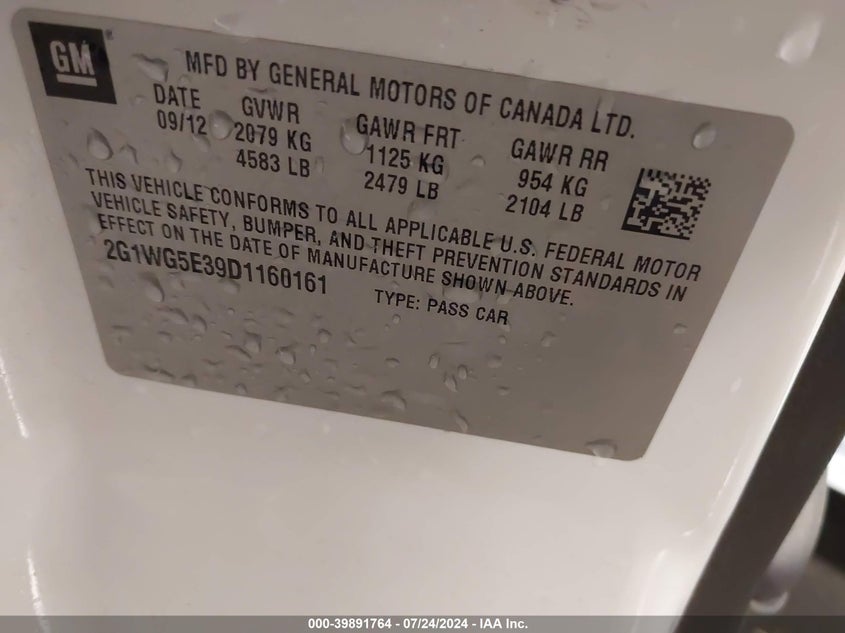 GM
MFD BY GENERAL MOTORS OF CANADA LTD.
DATE GVWR GAWR FRT GAWR RR
09/12 2079 KG 1125 KG 954 KG
4583 LB 2479 LB 2104 LB
THIS VEHICLE CONFORMS TO ALL APPLICABLE U.S. FEDERAL MOTOR
VEHICLE SAFETY, BUMPER, AND THEFT PREVENTION STANDARDS IN
EFFECT ON THE DATE OF MANUFACTURE SHOWN ABOVE.
2G1WG5E39D1160161 TYPE: PASS CAR
000-39891764 - 07/24/2024 - IAA Inc.